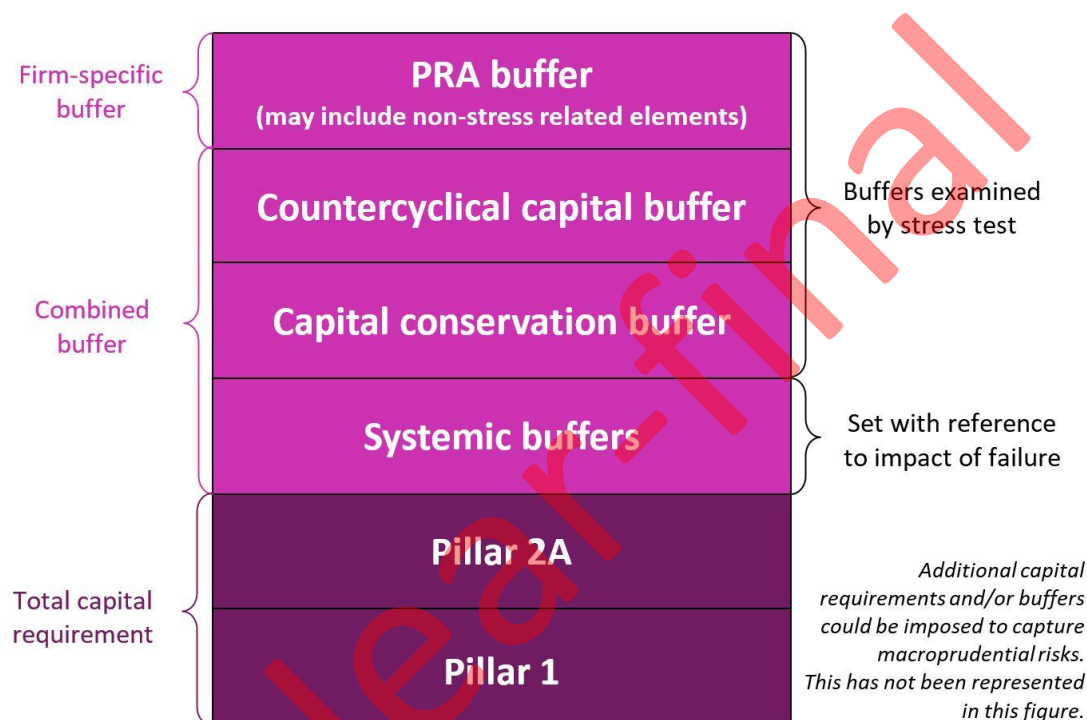 Firm-specific
buffer
PRA buffer
(may include non-stress related elements)
Countercyclical capital buffer
Buffers examined
by stress test
Combined
buffer
Capital conservation buffer
Systemic buffers
Set with reference
to impact of failure
Total capital
requirement
Pillar 2A
Pillar 1
Additional capital
requirements and/or buffers
could be imposed to capture
macroprudential risks.
This has not been represented
in this figure.
lear-final